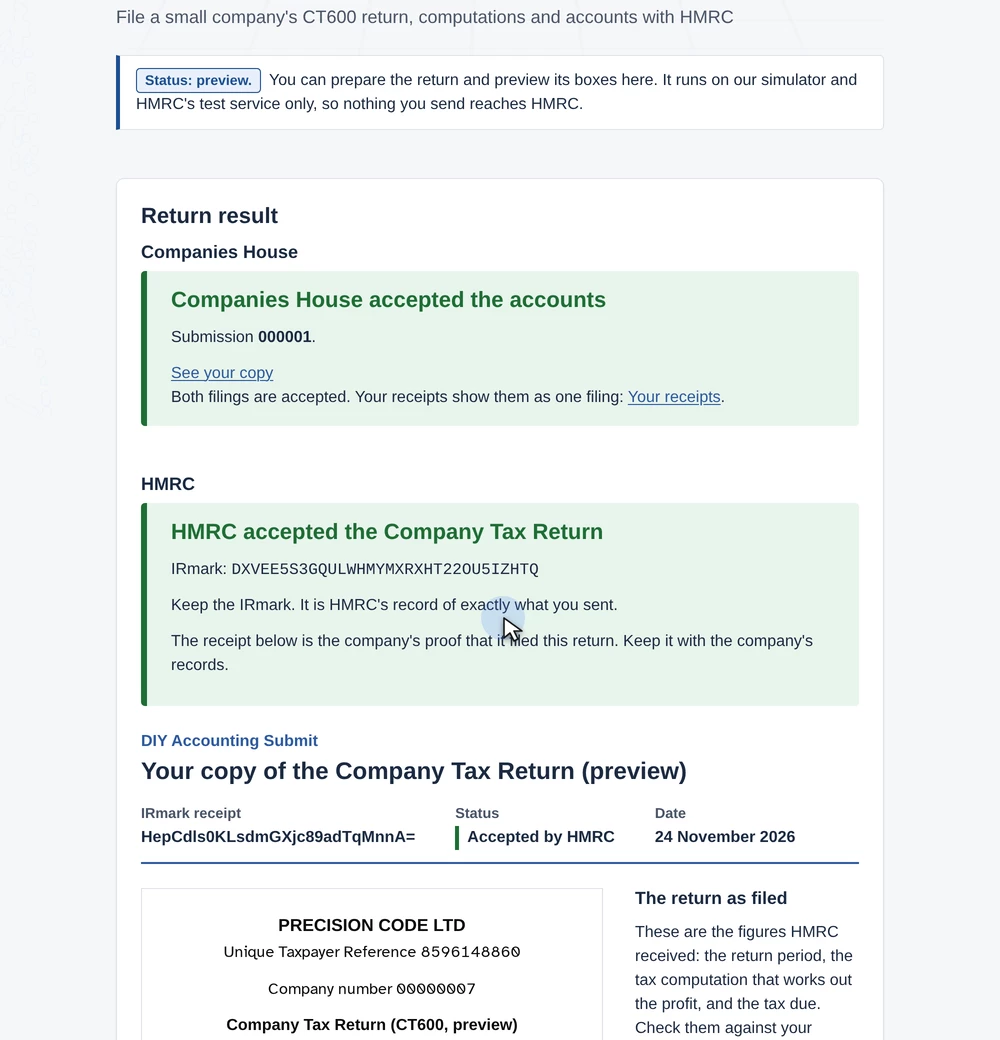 File a small company's CT600 return, computations and accounts with HMRC
Status: preview. You can prepare the return and preview its boxes here. It runs on our simulator and
HMRC's test service only, so nothing you send reaches HMRC.
Return result
Companies House
Companies House accepted the accounts
Submission 000001.
See your copy
Both filings are accepted. Your receipts show them as one filing: Your receipts.
HMRC
HMRC accepted the Company Tax Return
IRmark: DXVEE5S3GQULWHMYMXRXHT22OU5IZHTQ
Keep the IRmark. It is HMRC's record of exactly what you sent.
The receipt below is the company's proof that it filed this return. Keep it with the company's
records.
DIY Accounting Submit
Your copy of the Company Tax Return (preview)
IRmark receipt Status Date
HepCdls0KLsdmGXjc89adTqMnnA= Accepted by HMRC 24 November 2026
PRECISION CODE LTD
Unique Taxpayer Reference 8596148860
Company number 00000007
Company Tax Return (CT600, preview)
The return as filed
These are the figures HMRC
received: the return period, the
tax computation that works out
the profit, and the tax due.
Check them against your